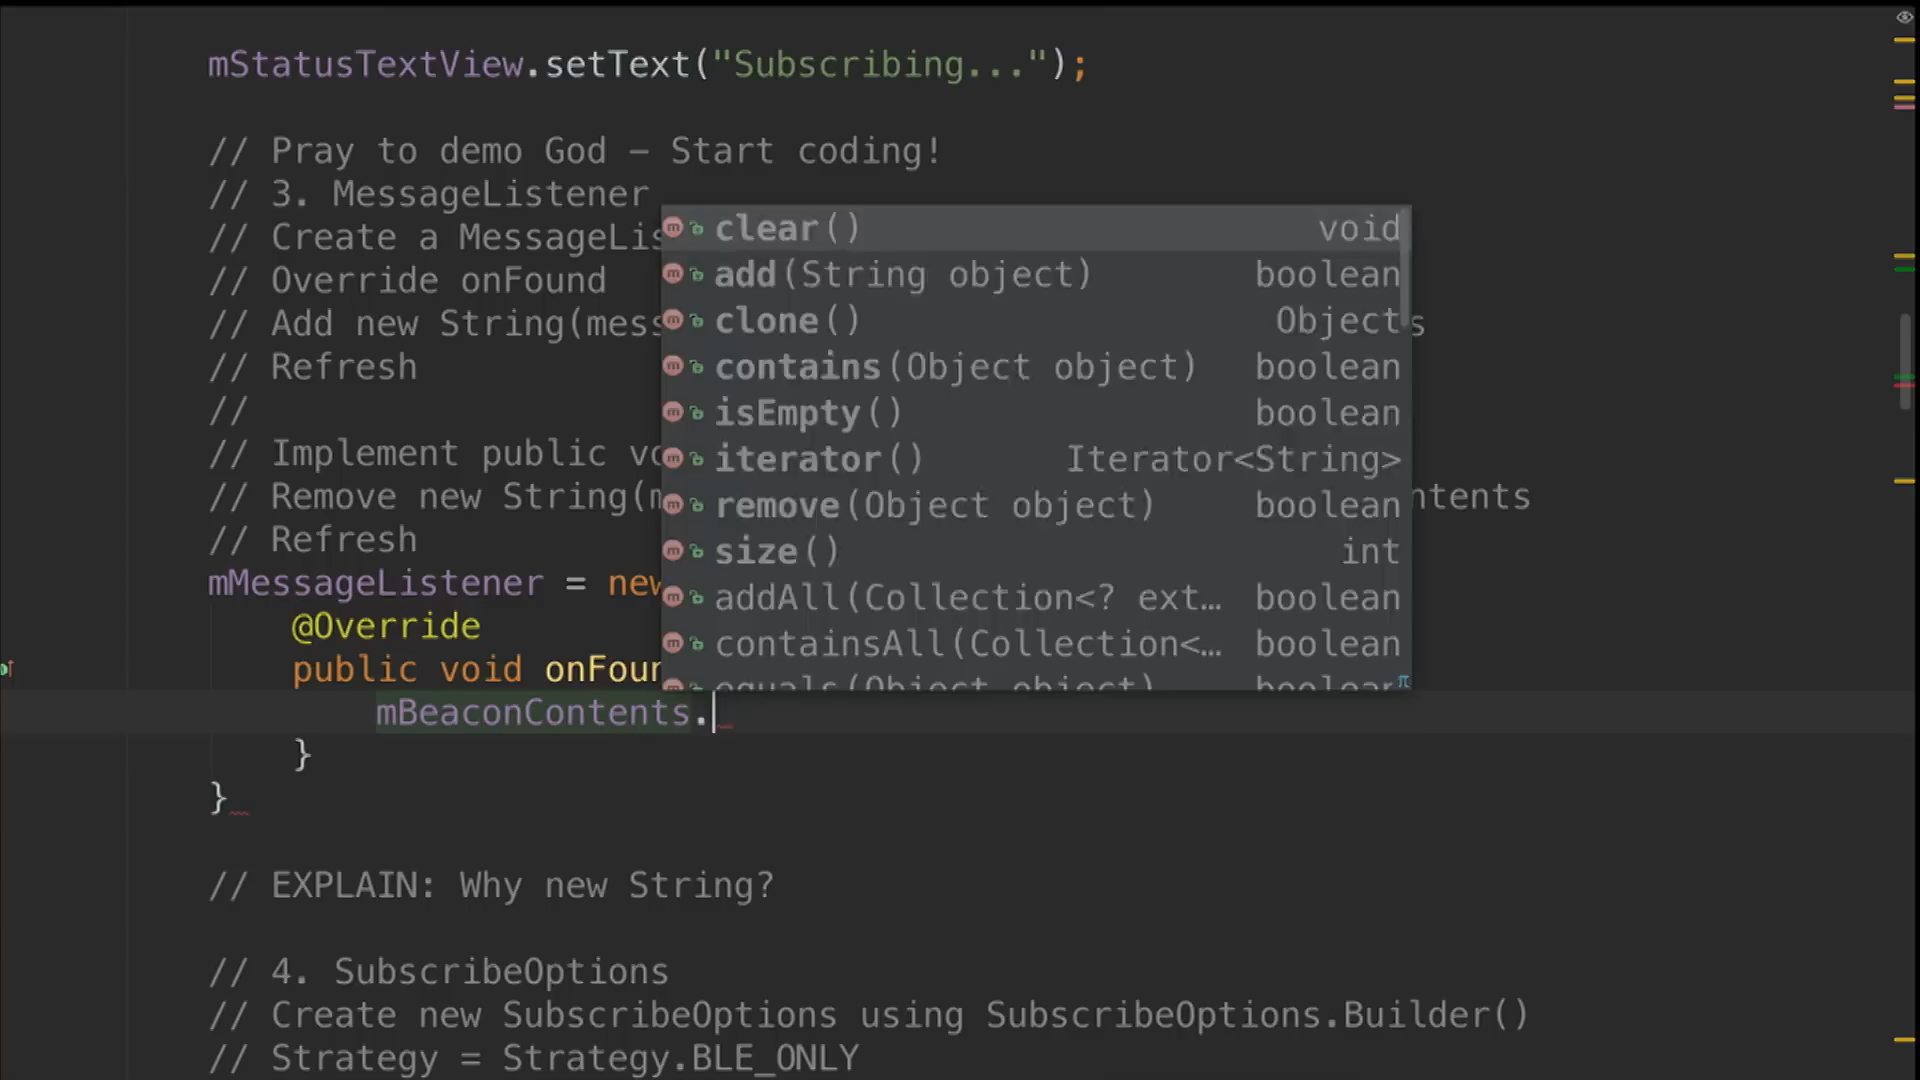 mStatusTextView.setText("Subscribing...");
// Pray to demo God – Start coding!
// 3. MessageListener
// Create a MessageLis
// Override onFound
// Add new String(mess
s
// Refresh
//
// Implement public vo
// Remove new String(m
ntents
// Refresh
mMessageListener = new
@Override
public void onFoun
mBeaconContents.
}
}
clear() void
add(String object) boolean
clone() Object
contains(Object object) boolean
isEmpty() boolean
iterator() Iterator<String>
remove(Object object) boolean
size() int
addAll(Collection<? ext… boolean
containsAll(Collection<… boolean
equals(Object object) boolean
π
// EXPLAIN: Why new String?
// 4. SubscribeOptions
// Create new SubscribeOptions using SubscribeOptions.Builder()
// Strategy = Strategy.BLE_ONLY